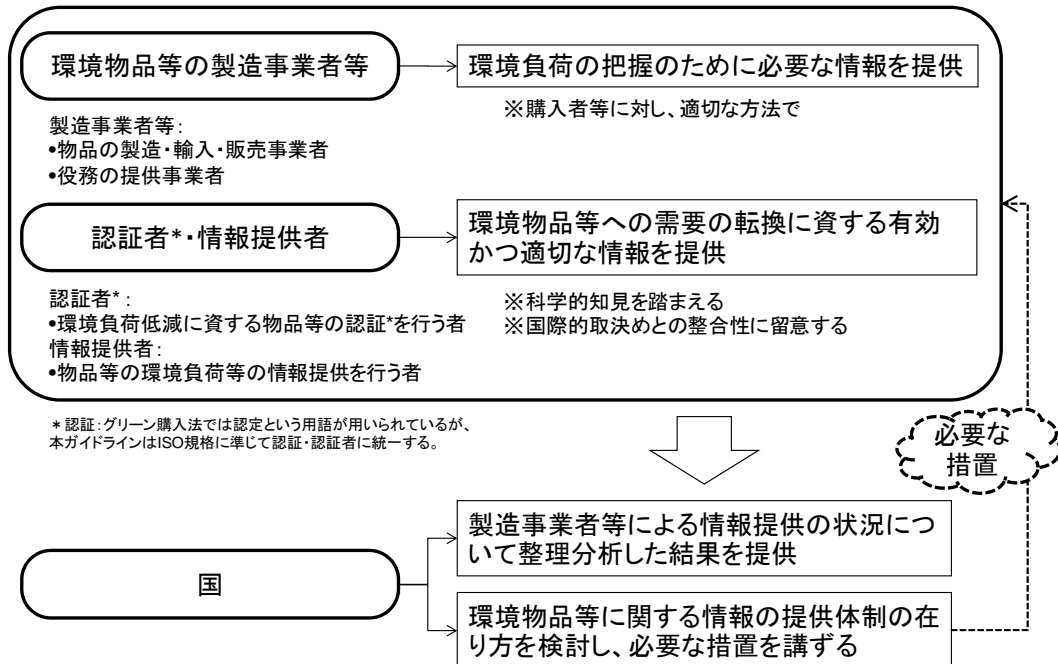 環境物品等の製造事業者等
環境負荷の把握のために必要な情報を提供
※購入者等に対し、適切な方法で
製造事業者等：
•物品の製造・輸入・販売事業者
•役務の提供事業者
認証者*・情報提供者
環境物品等への需要の転換に資する有効
かつ適切な情報を提供
認証者*：
•環境負荷低減に資する物品等の認証*を行う者
情報提供者：
•物品等の環境負荷等の情報提供を行う者
※科学的知見を踏まえる
※国際的取決めとの整合性に留意する
＊認証：グリーン購入法では認定という用語が用いられているが、
本ガイドラインはISO規格に準じて認証・認証者に統一する。
必要な
措置
国
製造事業者等による情報提供の状況につ
いて整理分析した結果を提供
環境物品等に関する情報の提供体制の在
り方を検討し、必要な措置を講ずる